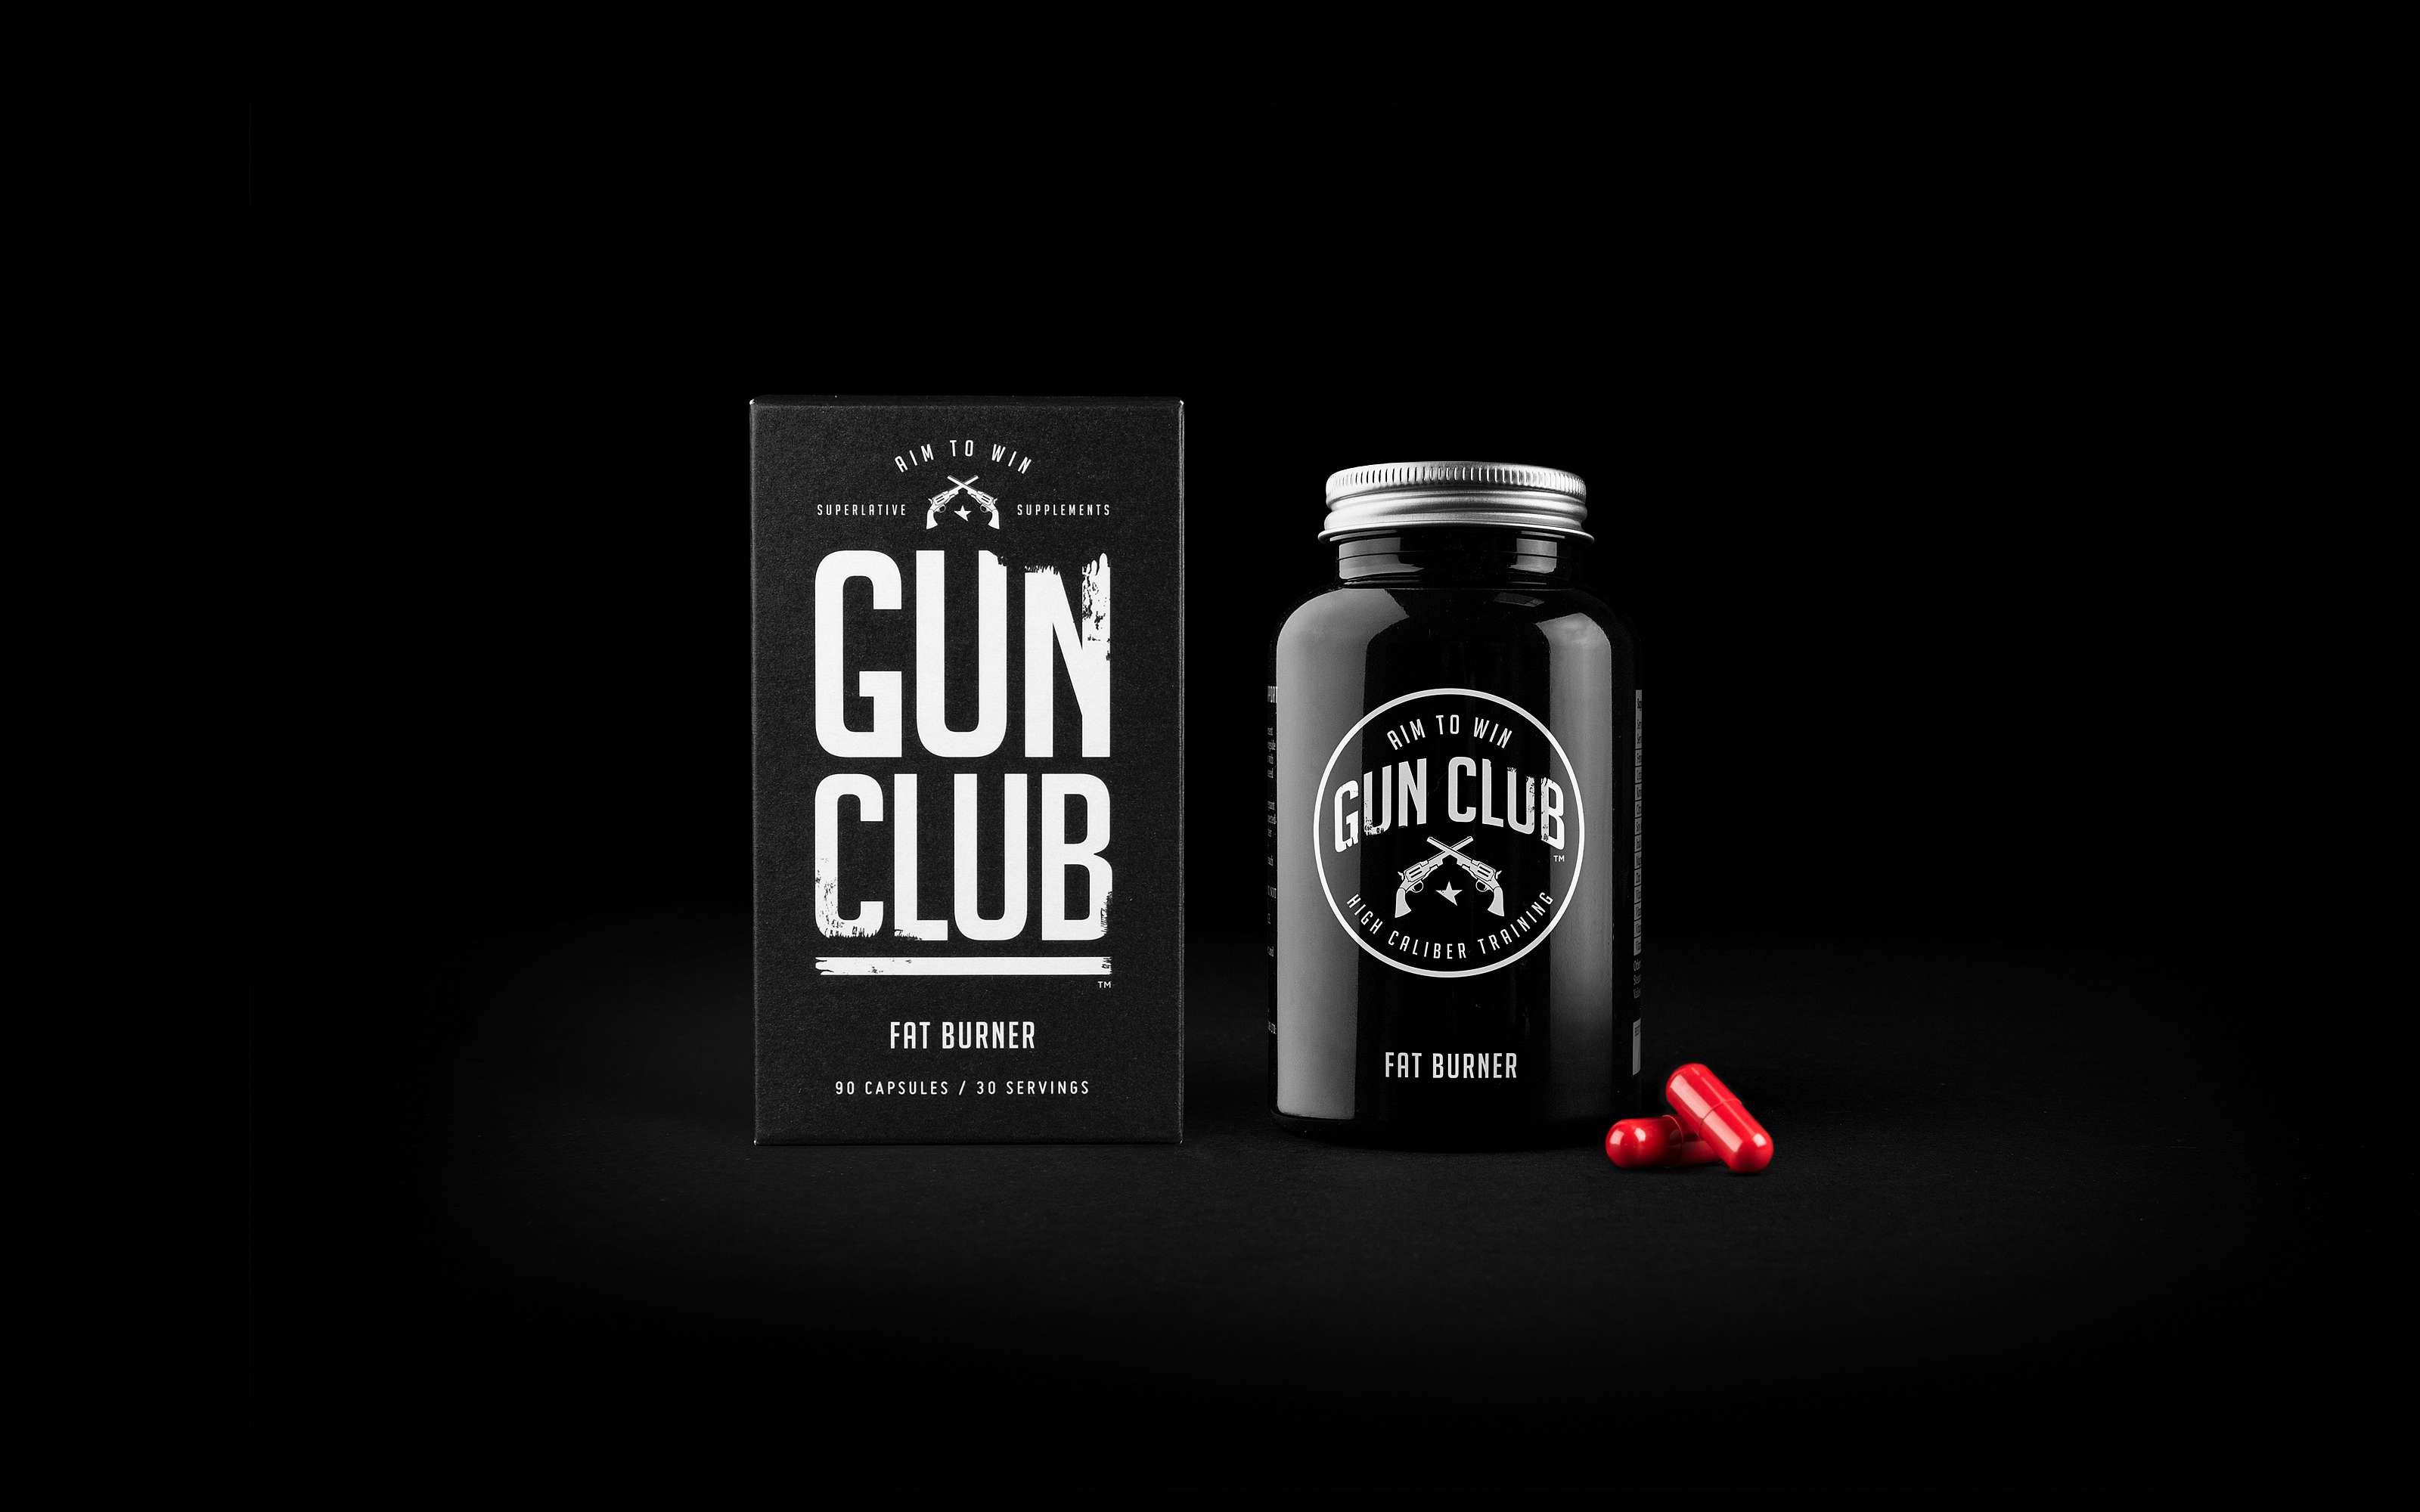 AIM TO WIN
SUPERLATIVE SUPPLEMENTS
GUN
CLUB
TM
FAT BURNER
90 CAPSULES / 30 SERVINGS
AIM TO WIN
GUN CLUB
TM
HIGH CALIBER TRAINING
FAT BURNER